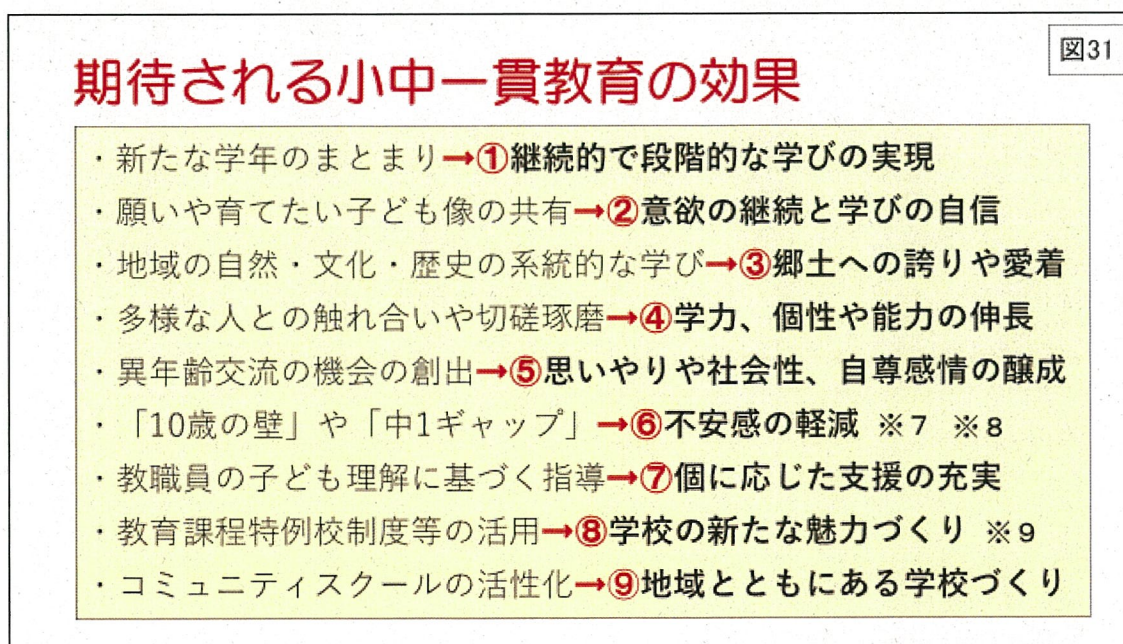 図31
期待される小中一貫教育の効果
・新たな学年のまとまり→①継続的で段階的な学びの実現
・願いや育てたい子ども像の共有→②意欲の継続と学びの自信
・地域の自然・文化・歴史の系統的な学び→③郷土への誇りや愛着
・多様な人との触れ合いや切磋琢磨→④学力、個性や能力の伸長
・異年齢交流の機会の創出→⑤思いやりや社会性、自尊感情の醸成
・「10歳の壁」や「中1ギャップ」→⑥不安感の軽減 ※7 ※8
・教職員の子ども理解に基づく指導→⑦個に応じた支援の充実
・教育課程特例校制度等の活用→⑧学校の新たな魅力づくり ※9
・コミュニティスクールの活性化→⑨地域とともにある学校づくり